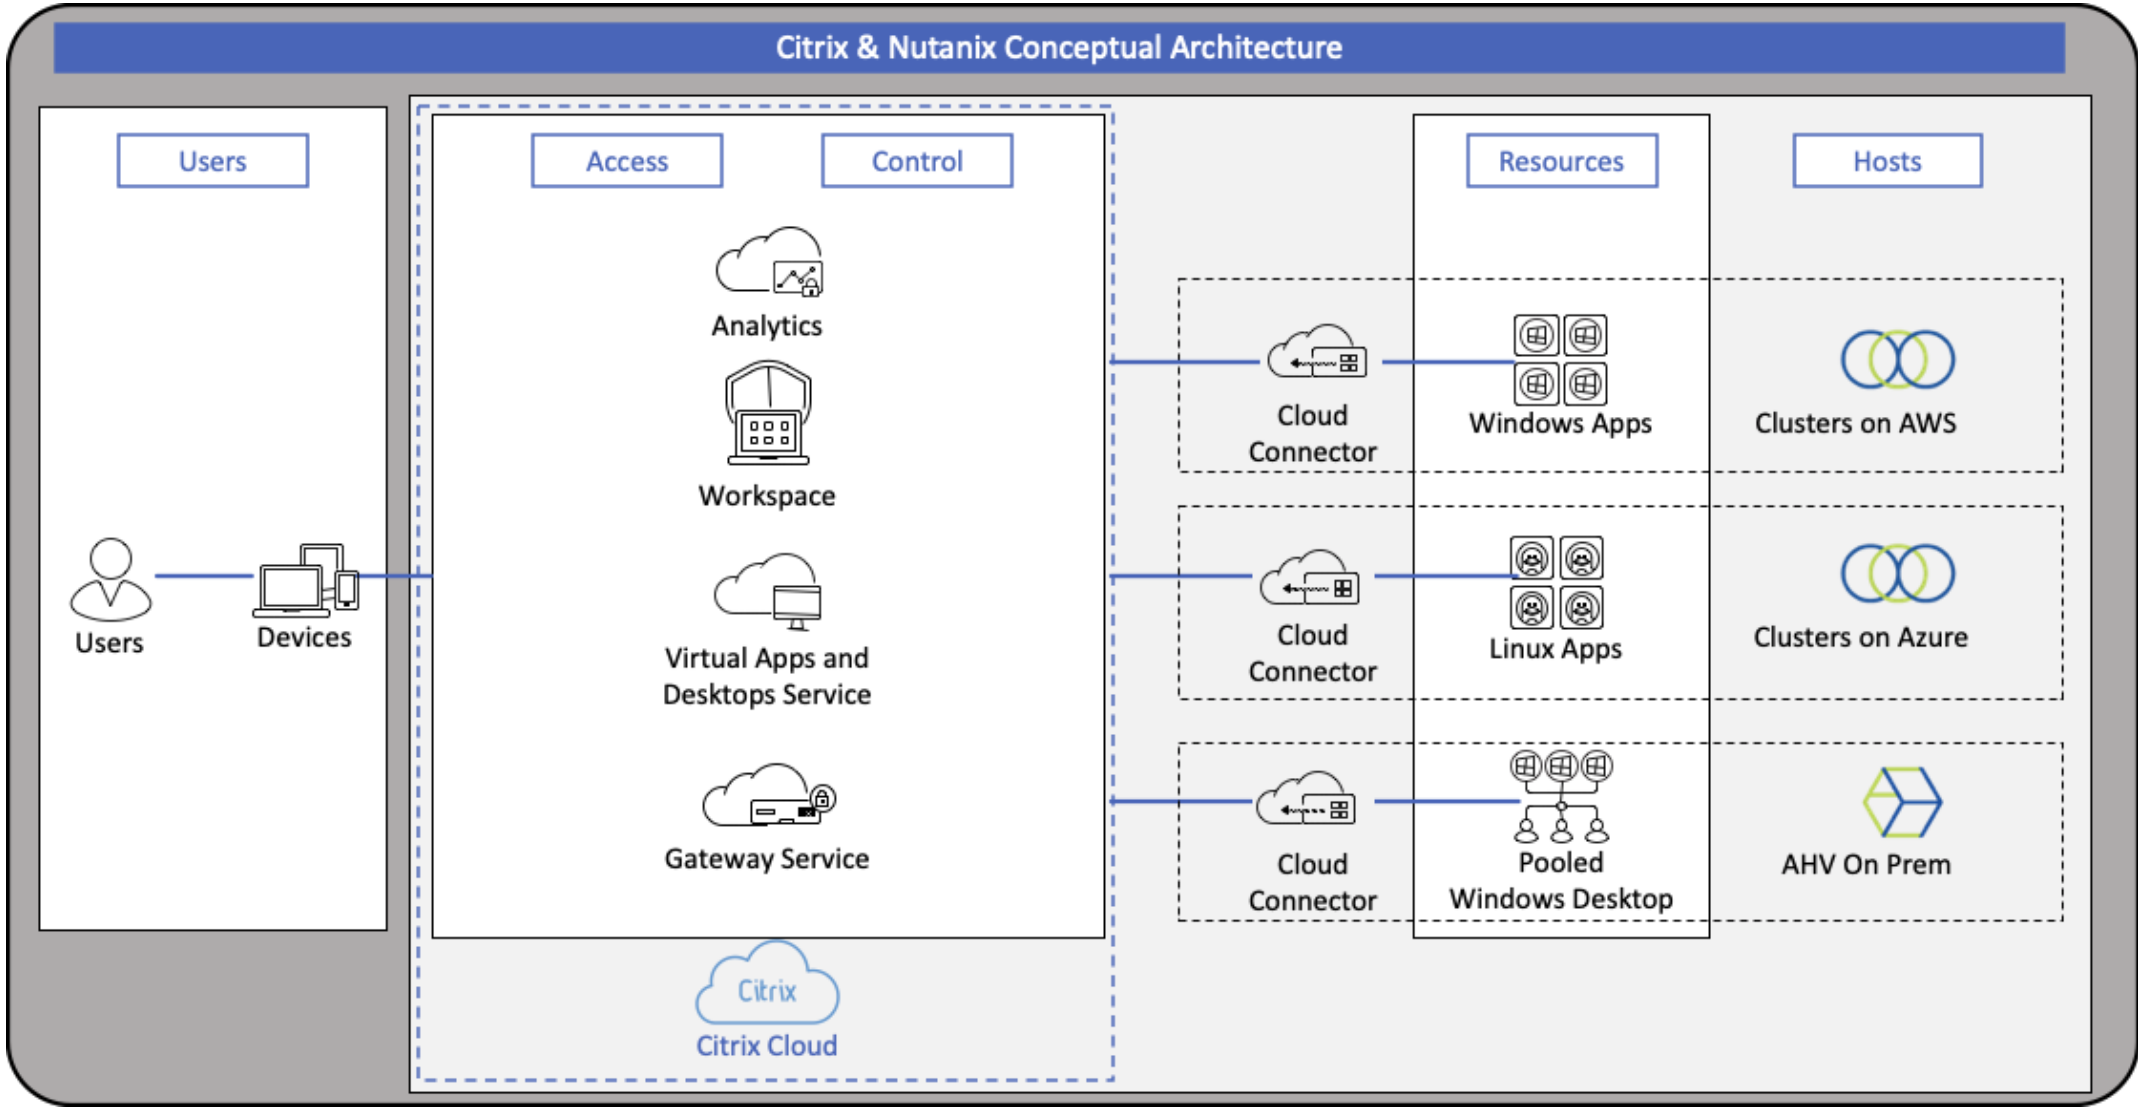 Citrix & Nutanix Conceptual Architecture
Users
Access
Control
Resources
Hosts
Users
Devices
Analytics
Workspace
Virtual Apps and
Desktops Service
Gateway Service
Citrix
Citrix Cloud
Cloud
Connector
Windows Apps
Clusters on AWS
Cloud
Connector
Linux Apps
Clusters on Azure
Cloud
Connector
Pooled
Windows Desktop
AHV On Prem